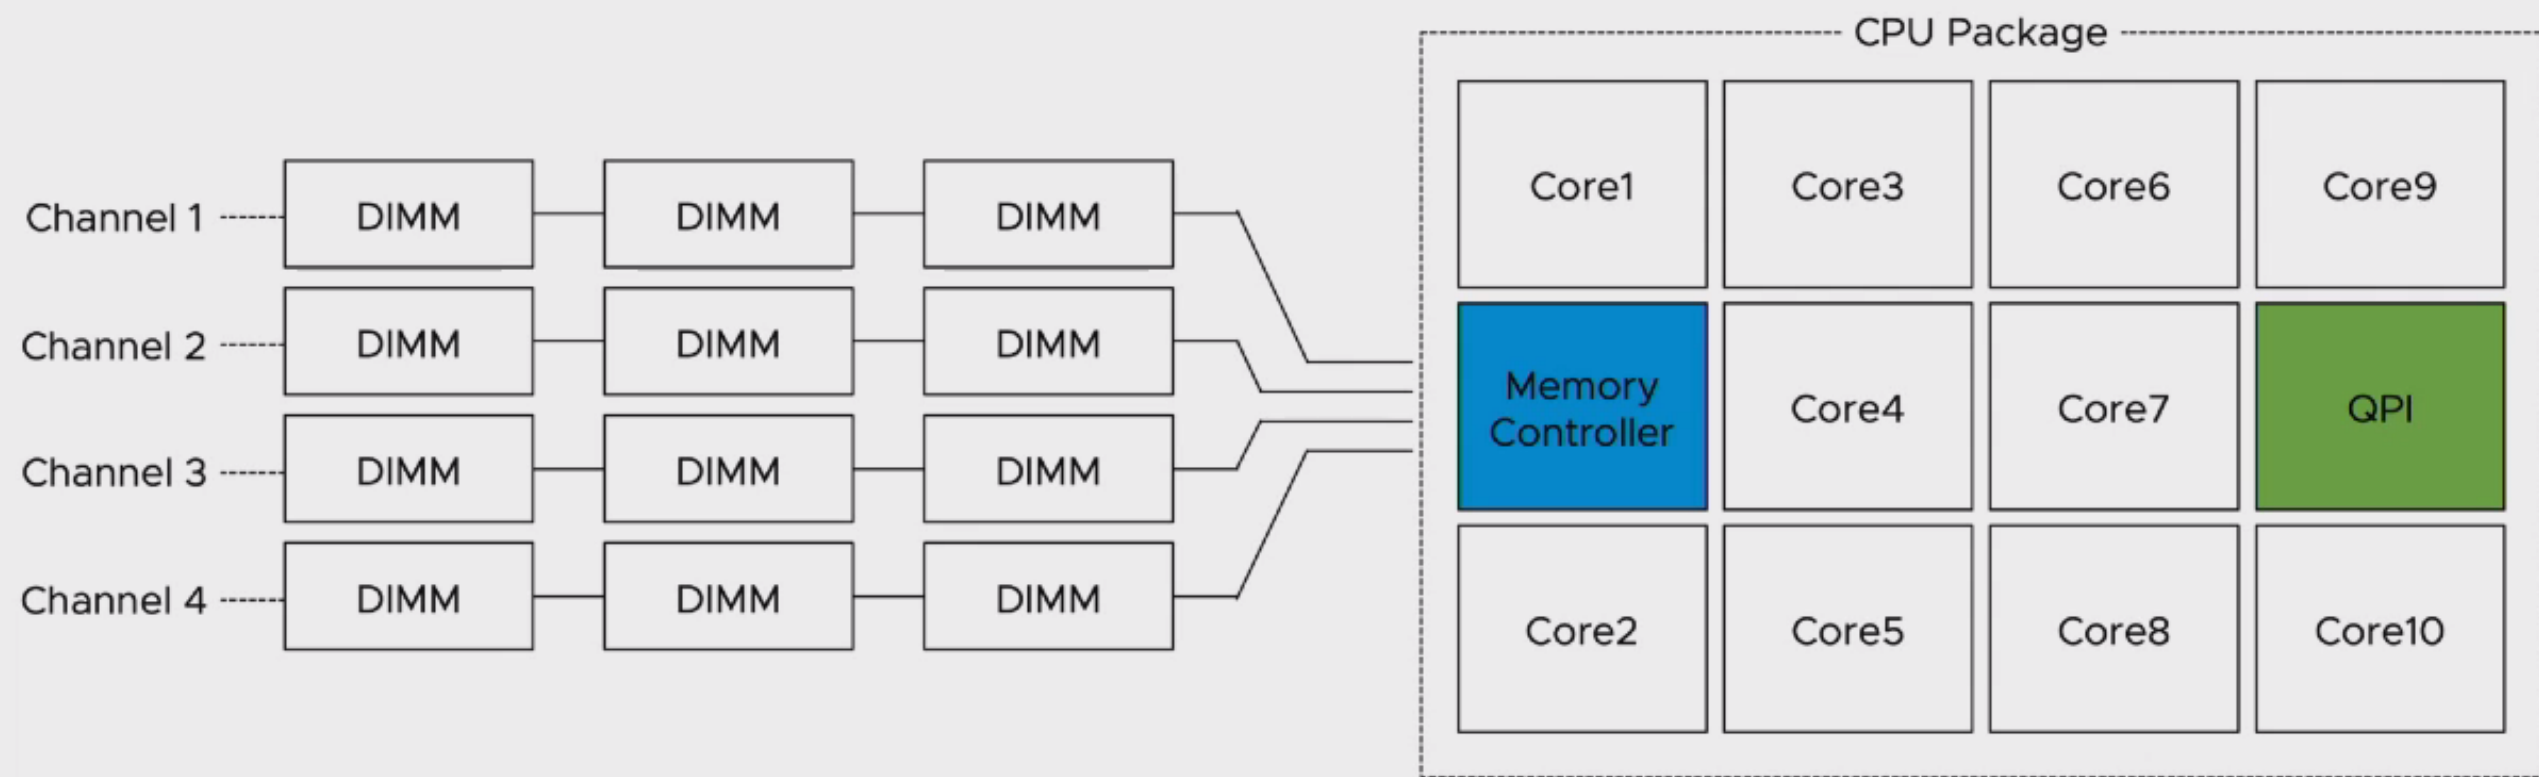 CPU Package
Channel 1 DIMM DIMM DIMM
Channel 2 DIMM DIMM DIMM
Channel 3 DIMM DIMM DIMM
Channel 4 DIMM DIMM DIMM
Core1 Core3 Core6 Core9
Memory
Controller
Core4 Core7 QPI
Core2 Core5 Core8 Core10